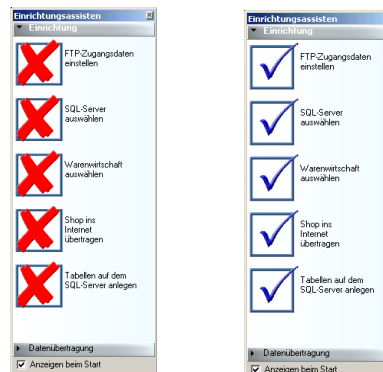 Einrichtungsassisten
Einrichtung
FTP-Zugangsdaten
einstellen
SQL-Server
auswählen
Warenwirtschaft
auswählen
Shop ins
Internet
übertragen
Tabellen auf dem
SQL-Server anlegen
Datenübertragung
Anzeigen beim Start
Einrichtungsassisten
Einrichtung
FTP-Zugangsdaten
einstellen
SQL-Server
auswählen
Warenwirtschaft
auswählen
Shop ins
Internet
übertragen
Tabellen auf dem
SQL-Server anlegen
Datenübertragung
Anzeigen beim Start